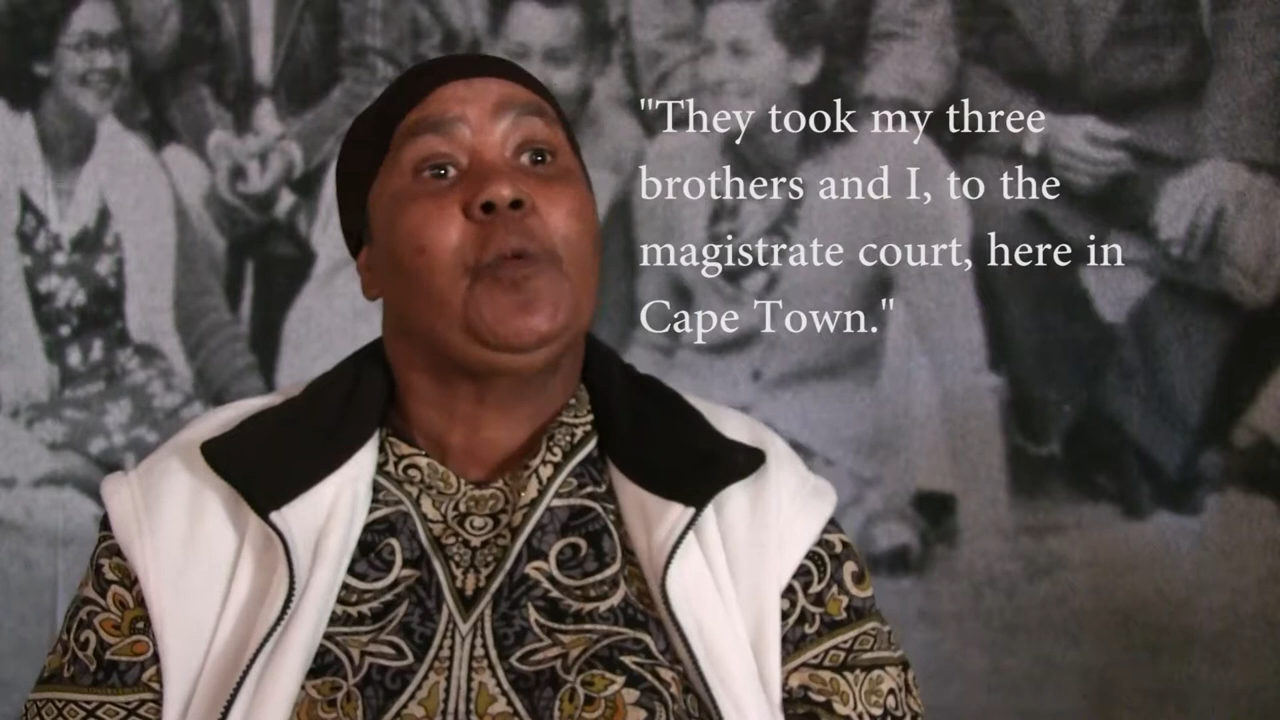 "They took my three
brothers and I, to the
magistrate court, here in
Cape Town."